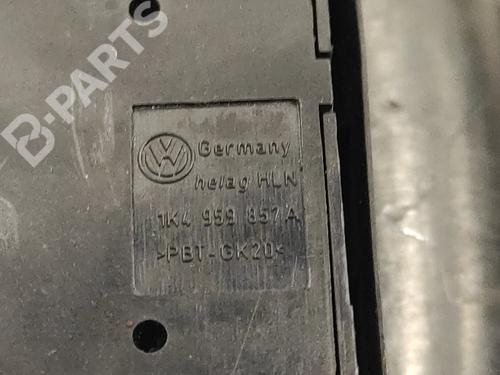 B-PARTS
Germany
helag HLN
1K4 959 857 A
>PBT-GK20<